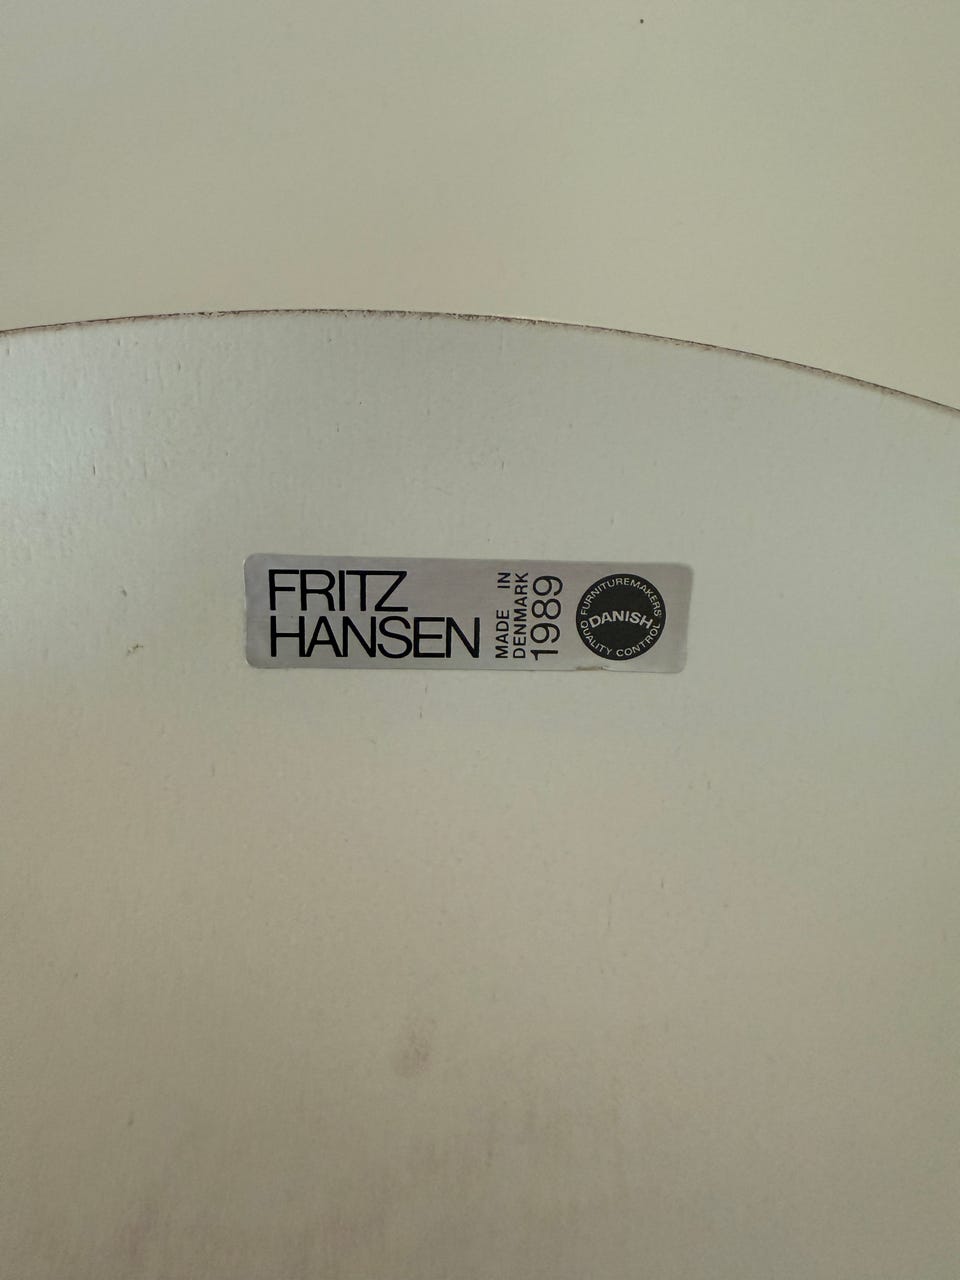 FRITZ
HANSEN
MADE IN
DENMARK
1989
FURNITUREMAKERS
DANISH
QUALITY CONTROL